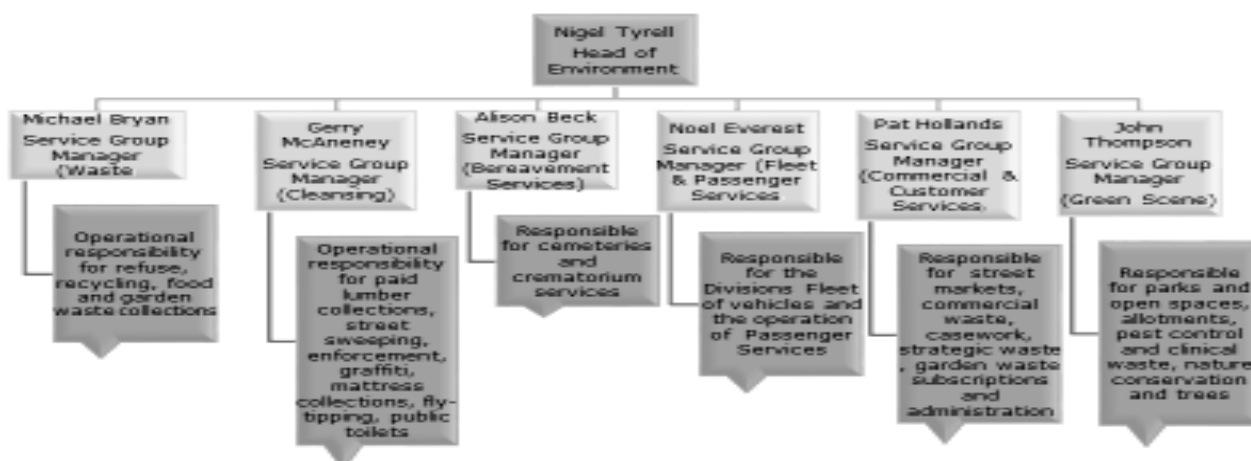 Nigel Tyrell
Head of
Environment
Michael Bryan
Service Group
Manager
(Waste
Operational
responsibility
for refuse,
recycling, food
and garden
waste collections
Gerry
McAneney
Service Group
Manager
(Cleansing)
Operational
responsibility
for paid
lumber
collections,
street
sweeping,
enforcement,
graffiti,
mattress
collections, fly-
tipping, public
toilets
Alison Beck
Service Group
Manager
(Bereavement
Services)
Responsible
for cemeteries
and
crematorium
services
Noel Everest
Service Group
Manager (Fleet
& Passenger
Services
Responsible
for the
Divisions Fleet
of vehicles and
the operation
of Passenger
Services
Pat Hollands
Service Group
Manager
(Commercial &
Customer
Services.
Responsible
for street
markets,
commercial
waste,
casework,
strategic waste
, garden waste
subscriptions
and
administration
John
Thompson
Service Group
Manager
(Green Scene)
Responsible
for parks and
open spaces,
allotments,
pest control
and clinical
waste, nature
conservation
and trees